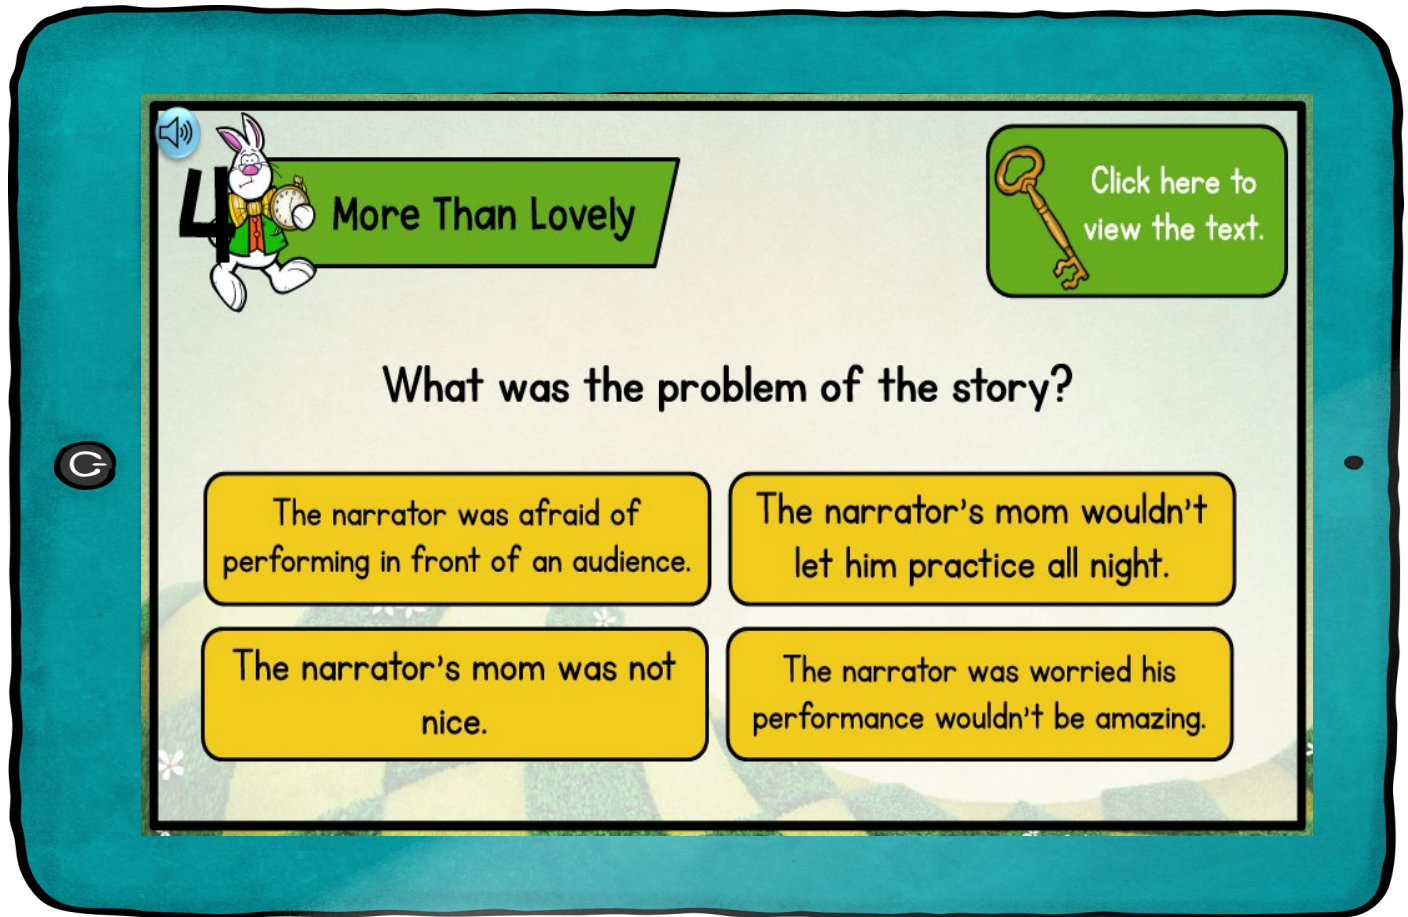 4
More Than Lovely
Click here to
view the text.
What was the problem of the story?
The narrator was afraid of
performing in front of an audience.
The narrator's mom wouldn't
let him practice all night.
The narrator's mom was not
nice.
The narrator was worried his
performance wouldn't be amazing.